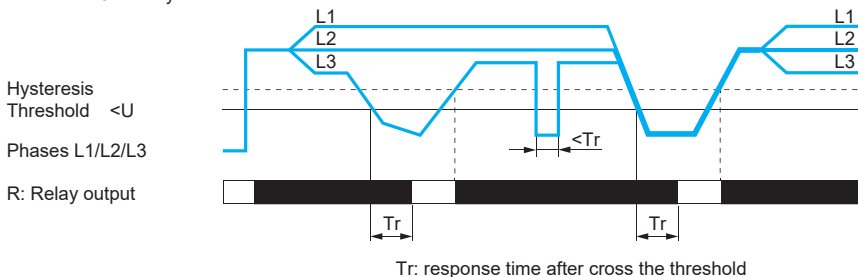 L1
L2
L3
L1
L2
L3
Hysteresis
Threshold <U
<Tr
Phases L1/L2/L3
R: Relay output
Tr
Tr
Tr: response time after cross the threshold